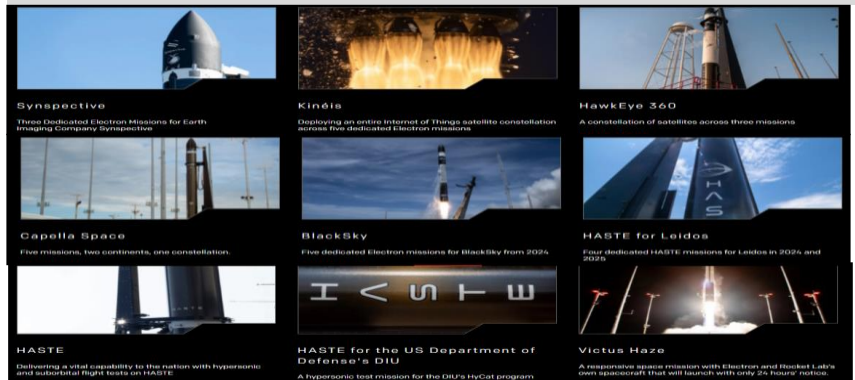 Synspective
Three Dedicated Electron Missions for Earth
Imaging Company Synspective
Kinéis
Deploying an entire Internet of Things satellite constellation
across five dedicated Electron missions
HawkEye 360
A constellation of satellites across three missions
Capella Space
Five missions, two continents, one constellation.
BlackSky
Five dedicated Electron missions for BlackSky from 2024
HAS
HASTE for Leidos
Four dedicated HASTE missions for Leidos in 2024 and
2025
HASTE
Delivering a vital capability to the nation with hypersonic
and suborbital flight tests on HASTE
HASTE
HASTE for the US Department of
Defense's DIU
A hypersonic test mission for the DIU's HyCat program
Victus Haze
A responsive space mission with Electron and Rocket Lab's
own spacecraft that will launch with only 24 hours' notice.